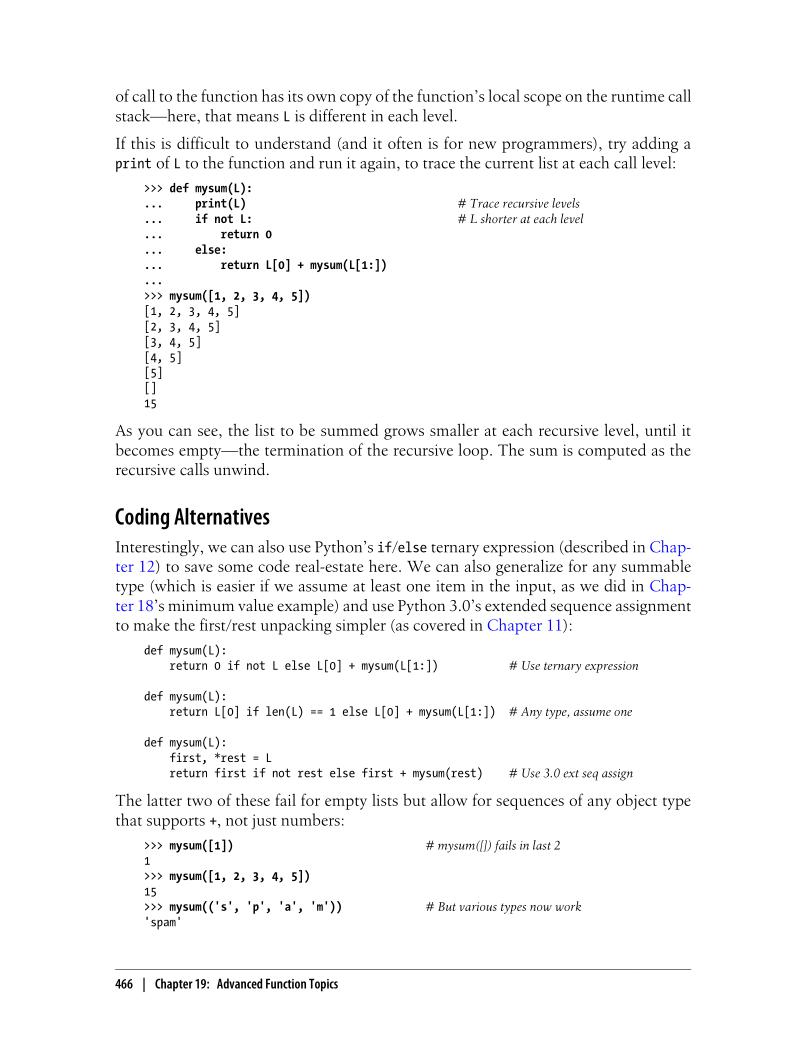 of call to the function has its own copy of the function's local scope on the runtime call
stack—here, that means L is different in each level.
If this is difficult to understand (and it often is for new programmers), try adding a
print of L to the function and run it again, to trace the current list at each call level:
>>> def mysum(L):
...     print(L)                                 # Trace recursive levels
...     if not L:                                # L shorter at each level
...         return 0
...     else:
...         return L[0] + mysum(L[1:])
...
>>> mysum([1, 2, 3, 4, 5])
[1, 2, 3, 4, 5]
[2, 3, 4, 5]
[3, 4, 5]
[4, 5]
[5]
[]
15
As you can see, the list to be summed grows smaller at each recursive level, until it
becomes empty—the termination of the recursive loop. The sum is computed as the
recursive calls unwind.
Coding Alternatives
Interestingly, we can also use Python's if/else ternary expression (described in Chap-
ter 12) to save some code real-estate here. We can also generalize for any summable
type (which is easier if we assume at least one item in the input, as we did in Chap-
ter 18's minimum value example) and use Python 3.0's extended sequence assignment
to make the first/rest unpacking simpler (as covered in Chapter 11):
def mysum(L):
    return 0 if not L else L[0] + mysum(L[1:])           # Use ternary expression
def mysum(L):
    return L[0] if len(L) == 1 else L[0] + mysum(L[1:])  # Any type, assume one
def mysum(L):
    first, *rest = L
    return first if not rest else first + mysum(rest)    # Use 3.0 ext seq assign
The latter two of these fail for empty lists but allow for sequences of any object type
that supports +, not just numbers:
>>> mysum([1])                              # mysum([]) fails in last 2
1
>>> mysum([1, 2, 3, 4, 5])
15
>>> mysum(('s', 'p', 'a', 'm'))             # But various types now work
'spam'
466 | Chapter 19: Advanced Function Topics